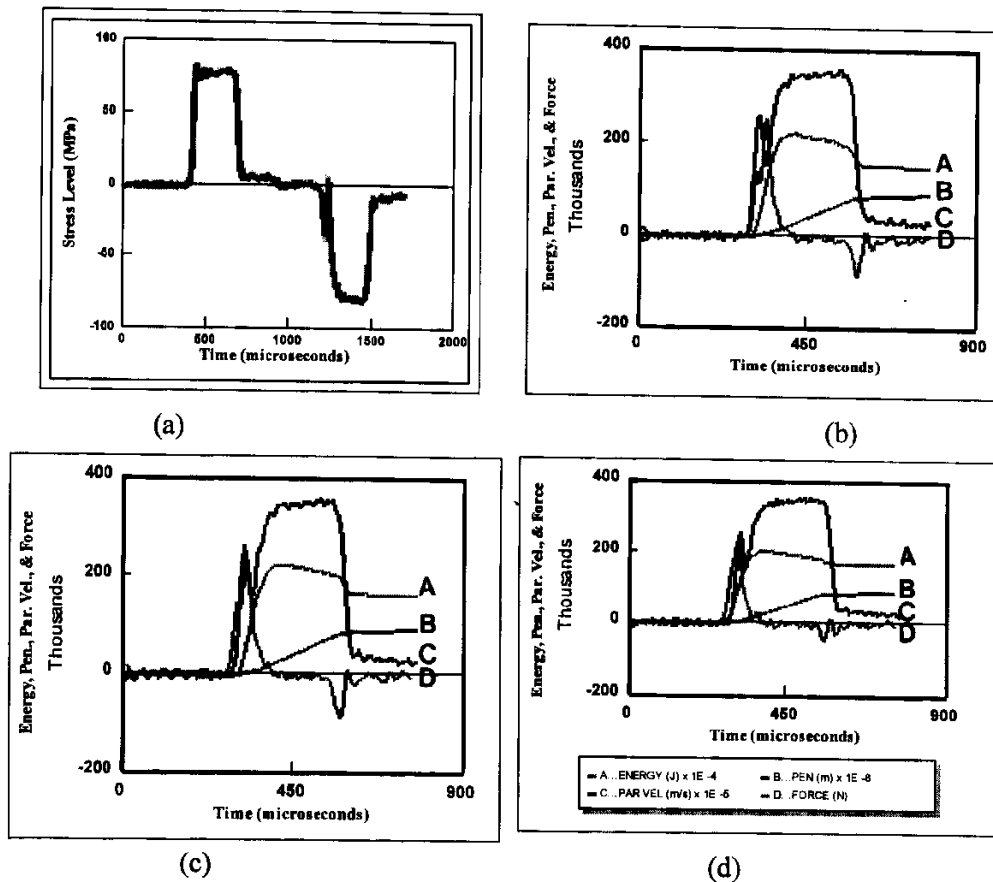 160
50
0
-50
-100
0
500
1000
1500
2000
Stress Level (MPa)
Time (microseconds)
(a)
400
200
0
-200
0
450
900
Energy, Pen., Par. Vel., & Force
Thousands
A
B
C
D
Time (microseconds)
(b)
400
200
0
-200
0
450
900
Energy, Pen., Par. Vel., & Force
Thousands
A
B
C
D
Time (microseconds)
(c)
400
200
0
-200
0
450
900
Energy, Pen., Par. Vel., & Force
Thousands
A
B
C
D
Time (microseconds)
A...ENERGY (J) x 1E -4
B...PEN (m) x 1E -6
C...PAR VEL (m/s) x 1E -5
D...FORCE (N)
(d)